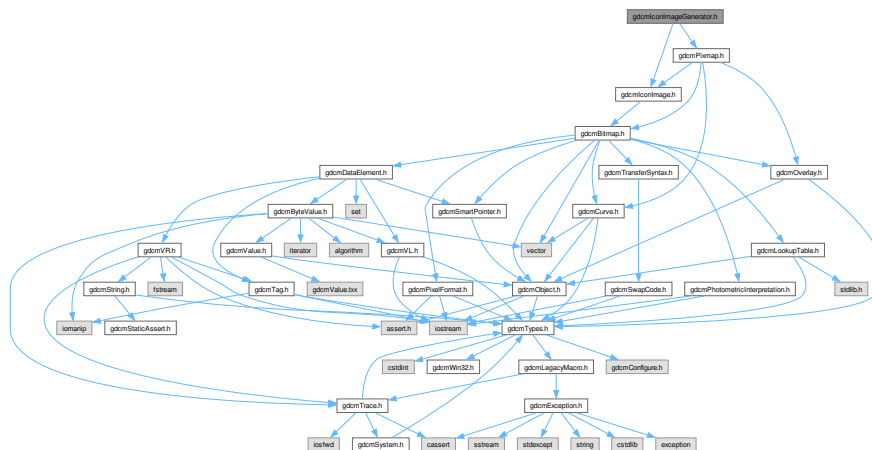 gdcmIconImageGenerator.h
gdcmPixmap.h
gdcmIconImage.h
gdcmBitmap.h
gdcmDataElement.h
gdcmTransferSyntax.h
gdcmOverlay.h
gdcmByteValue.h
set
gdcmSmartPointer.h
gdcmCurve.h
gdcmVR.h
gdcmValue.h
iterator
algorithm
gdcmVL.h
vector
gdcmLookupTable.h
gdcmString.h
fstream
gdcmTag.h
gdcmValue.txx
gdcmPixelFormat.h
gdcmObject.h
gdcmSwapCode.h
gdcmPhotometricInterpretation.h
stdlib.h
iomanip
gdcmStaticAssert.h
assert.h
iostream
gdcmTypes.h
cstdint
gdcmWin32.h
gdcmLegacyMacro.h
gdcmConfigure.h
gdcmTrace.h
gdcmException.h
iosfwd
gdcmSystem.h
cassert
sstream
stdexcept
string
cstdlib
exception